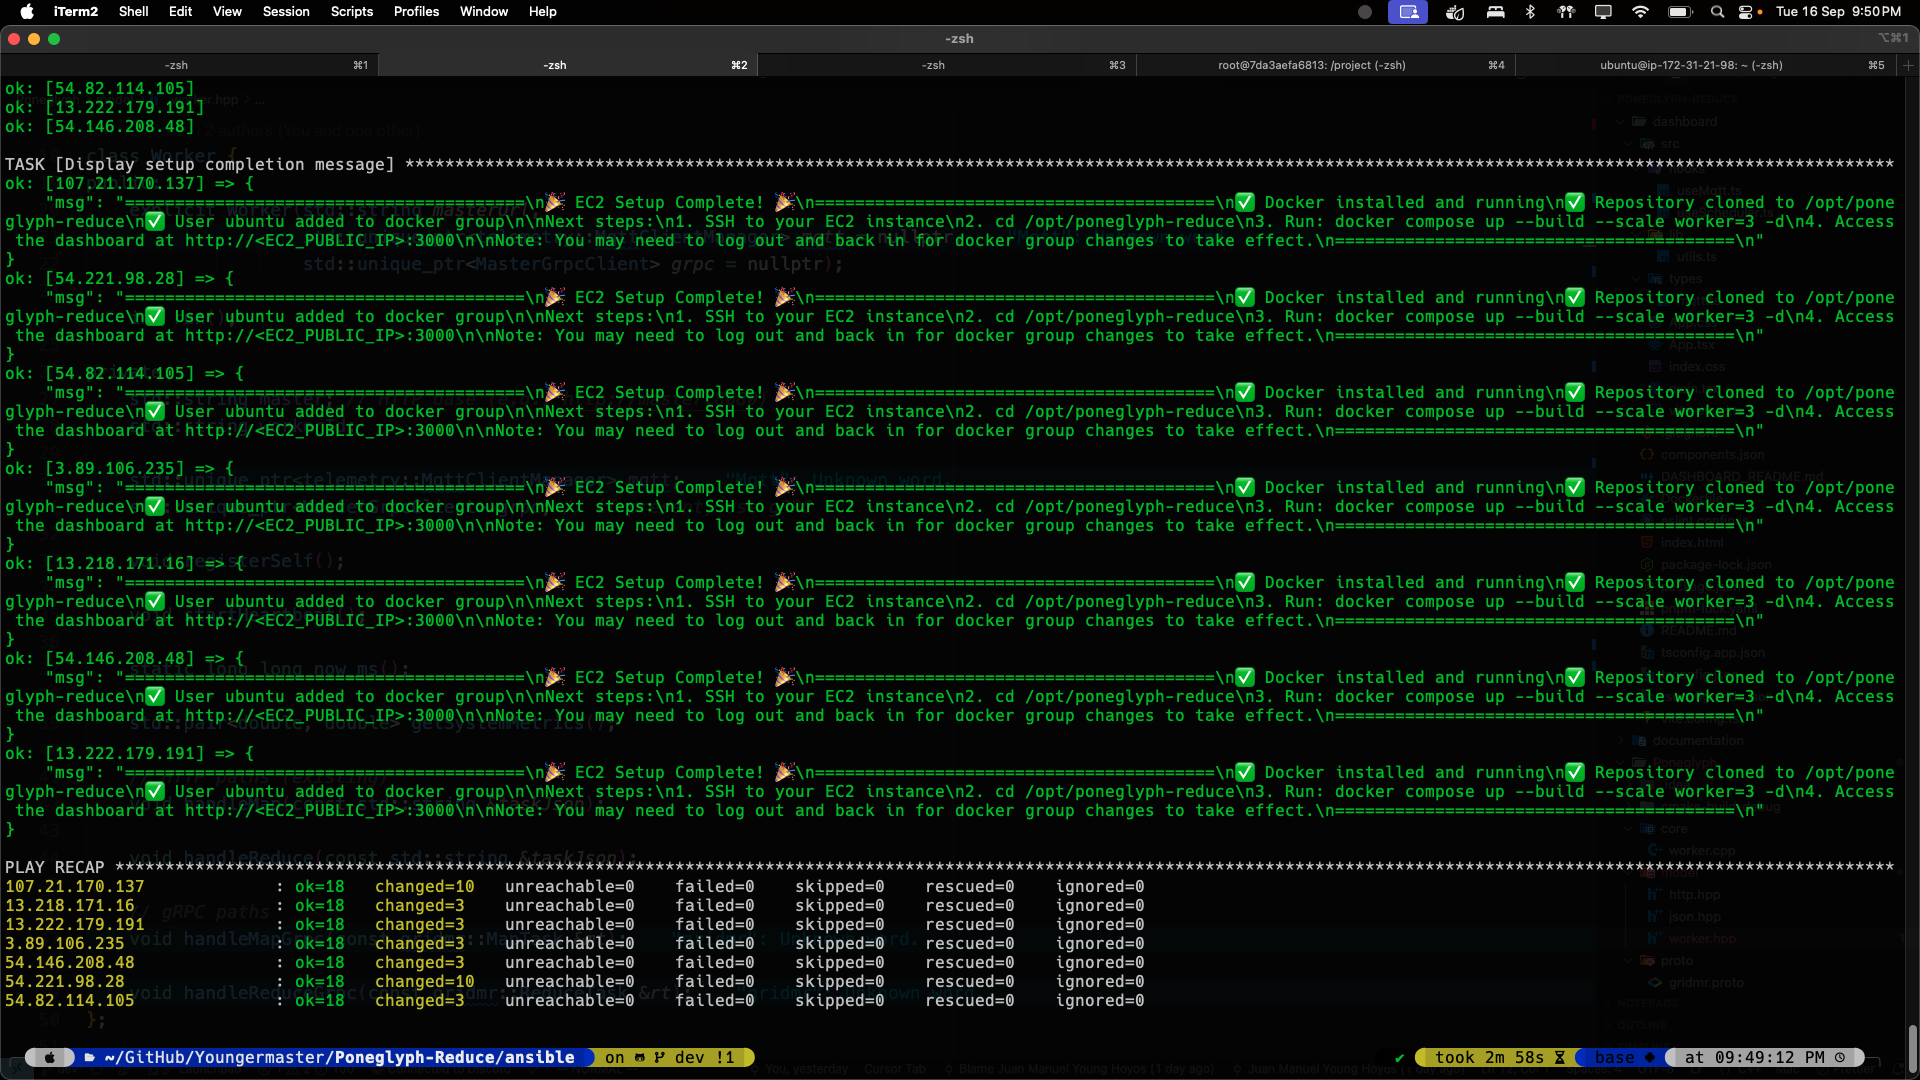 iTerm2 Shell Edit View Session Scripts Profiles Window Help Tue 16 Sep 9:50 PM
-zsh ⌥⌘1
-zsh ⌘1 -zsh ⌘2 -zsh ⌘3 root@7da3aefa6813: /project (-zsh) ⌘4 ubuntu@ip-172-31-21-98: ~ (-zsh) ⌘5
ok: [54.82.114.105]
ok: [13.222.179.191]
ok: [54.146.208.48]
TASK [Display setup completion message] *****************************************************************************************************************************************************
ok: [107.21.170.137] => {
"msg": "========================================\n🎉 EC2 Setup Complete! 🎉\n========================================\n✅ Docker installed and running\n✅ Repository cloned to /opt/pone
glyph-reduce\n✅ User ubuntu added to docker group\n\nNext steps:\n1. SSH to your EC2 instance\n2. cd /opt/poneglyph-reduce\n3. Run: docker compose up --build --scale worker=3 -d\n4. Access
the dashboard at http://<EC2_PUBLIC_IP>:3000\n\nNote: You may need to log out and back in for docker group changes to take effect.\n========================================\n"
}
ok: [54.221.98.28] => {
"msg": "========================================\n🎉 EC2 Setup Complete! 🎉\n========================================\n✅ Docker installed and running\n✅ Repository cloned to /opt/pone
glyph-reduce\n✅ User ubuntu added to docker group\n\nNext steps:\n1. SSH to your EC2 instance\n2. cd /opt/poneglyph-reduce\n3. Run: docker compose up --build --scale worker=3 -d\n4. Access
the dashboard at http://<EC2_PUBLIC_IP>:3000\n\nNote: You may need to log out and back in for docker group changes to take effect.\n========================================\n"
}
ok: [54.82.114.105] => {
"msg": "========================================\n🎉 EC2 Setup Complete! 🎉\n========================================\n✅ Docker installed and running\n✅ Repository cloned to /opt/pone
glyph-reduce\n✅ User ubuntu added to docker group\n\nNext steps:\n1. SSH to your EC2 instance\n2. cd /opt/poneglyph-reduce\n3. Run: docker compose up --build --scale worker=3 -d\n4. Access
the dashboard at http://<EC2_PUBLIC_IP>:3000\n\nNote: You may need to log out and back in for docker group changes to take effect.\n========================================\n"
}
ok: [3.89.106.235] => {
"msg": "========================================\n🎉 EC2 Setup Complete! 🎉\n========================================\n✅ Docker installed and running\n✅ Repository cloned to /opt/pone
glyph-reduce\n✅ User ubuntu added to docker group\n\nNext steps:\n1. SSH to your EC2 instance\n2. cd /opt/poneglyph-reduce\n3. Run: docker compose up --build --scale worker=3 -d\n4. Access
the dashboard at http://<EC2_PUBLIC_IP>:3000\n\nNote: You may need to log out and back in for docker group changes to take effect.\n========================================\n"
}
ok: [13.218.171.16] => {
"msg": "========================================\n🎉 EC2 Setup Complete! 🎉\n========================================\n✅ Docker installed and running\n✅ Repository cloned to /opt/pone
glyph-reduce\n✅ User ubuntu added to docker group\n\nNext steps:\n1. SSH to your EC2 instance\n2. cd /opt/poneglyph-reduce\n3. Run: docker compose up --build --scale worker=3 -d\n4. Access
the dashboard at http://<EC2_PUBLIC_IP>:3000\n\nNote: You may need to log out and back in for docker group changes to take effect.\n========================================\n"
}
ok: [54.146.208.48] => {
"msg": "========================================\n🎉 EC2 Setup Complete! 🎉\n========================================\n✅ Docker installed and running\n✅ Repository cloned to /opt/pone
glyph-reduce\n✅ User ubuntu added to docker group\n\nNext steps:\n1. SSH to your EC2 instance\n2. cd /opt/poneglyph-reduce\n3. Run: docker compose up --build --scale worker=3 -d\n4. Access
the dashboard at http://<EC2_PUBLIC_IP>:3000\n\nNote: You may need to log out and back in for docker group changes to take effect.\n========================================\n"
}
ok: [13.222.179.191] => {
"msg": "========================================\n🎉 EC2 Setup Complete! 🎉\n========================================\n✅ Docker installed and running\n✅ Repository cloned to /opt/pone
glyph-reduce\n✅ User ubuntu added to docker group\n\nNext steps:\n1. SSH to your EC2 instance\n2. cd /opt/poneglyph-reduce\n3. Run: docker compose up --build --scale worker=3 -d\n4. Access
the dashboard at http://<EC2_PUBLIC_IP>:3000\n\nNote: You may need to log out and back in for docker group changes to take effect.\n========================================\n"
}
PLAY RECAP **********************************************************************************************************************************************************************************
107.21.170.137 : ok=18 changed=10 unreachable=0 failed=0 skipped=0 rescued=0 ignored=0
13.218.171.16 : ok=18 changed=3 unreachable=0 failed=0 skipped=0 rescued=0 ignored=0
13.222.179.191 : ok=18 changed=3 unreachable=0 failed=0 skipped=0 rescued=0 ignored=0
3.89.106.235 : ok=18 changed=3 unreachable=0 failed=0 skipped=0 rescued=0 ignored=0
54.146.208.48 : ok=18 changed=3 unreachable=0 failed=0 skipped=0 rescued=0 ignored=0
54.221.98.28 : ok=18 changed=10 unreachable=0 failed=0 skipped=0 rescued=0 ignored=0
54.82.114.105 : ok=18 changed=3 unreachable=0 failed=0 skipped=0 rescued=0 ignored=0
~/GitHub/Youngermaster/Poneglyph-Reduce/ansible on dev !1 ✔ took 2m 58s base at 09:49:12 PM